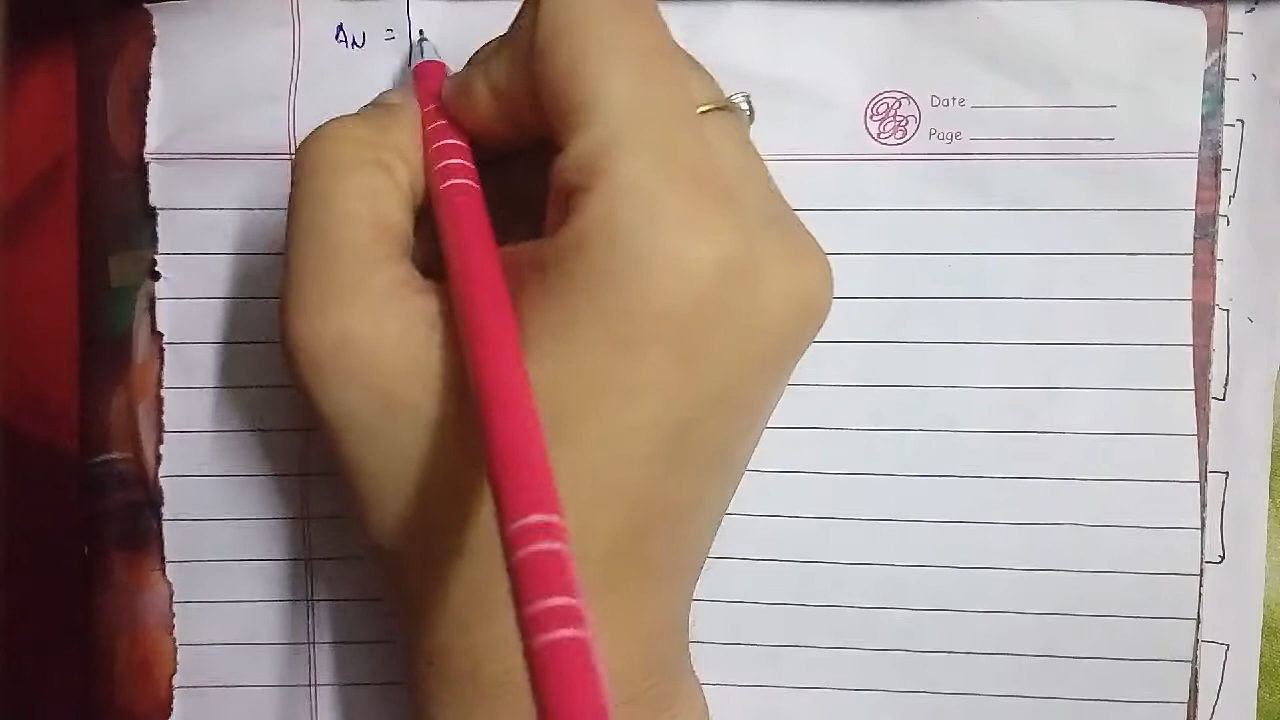 AN =
Date
Page